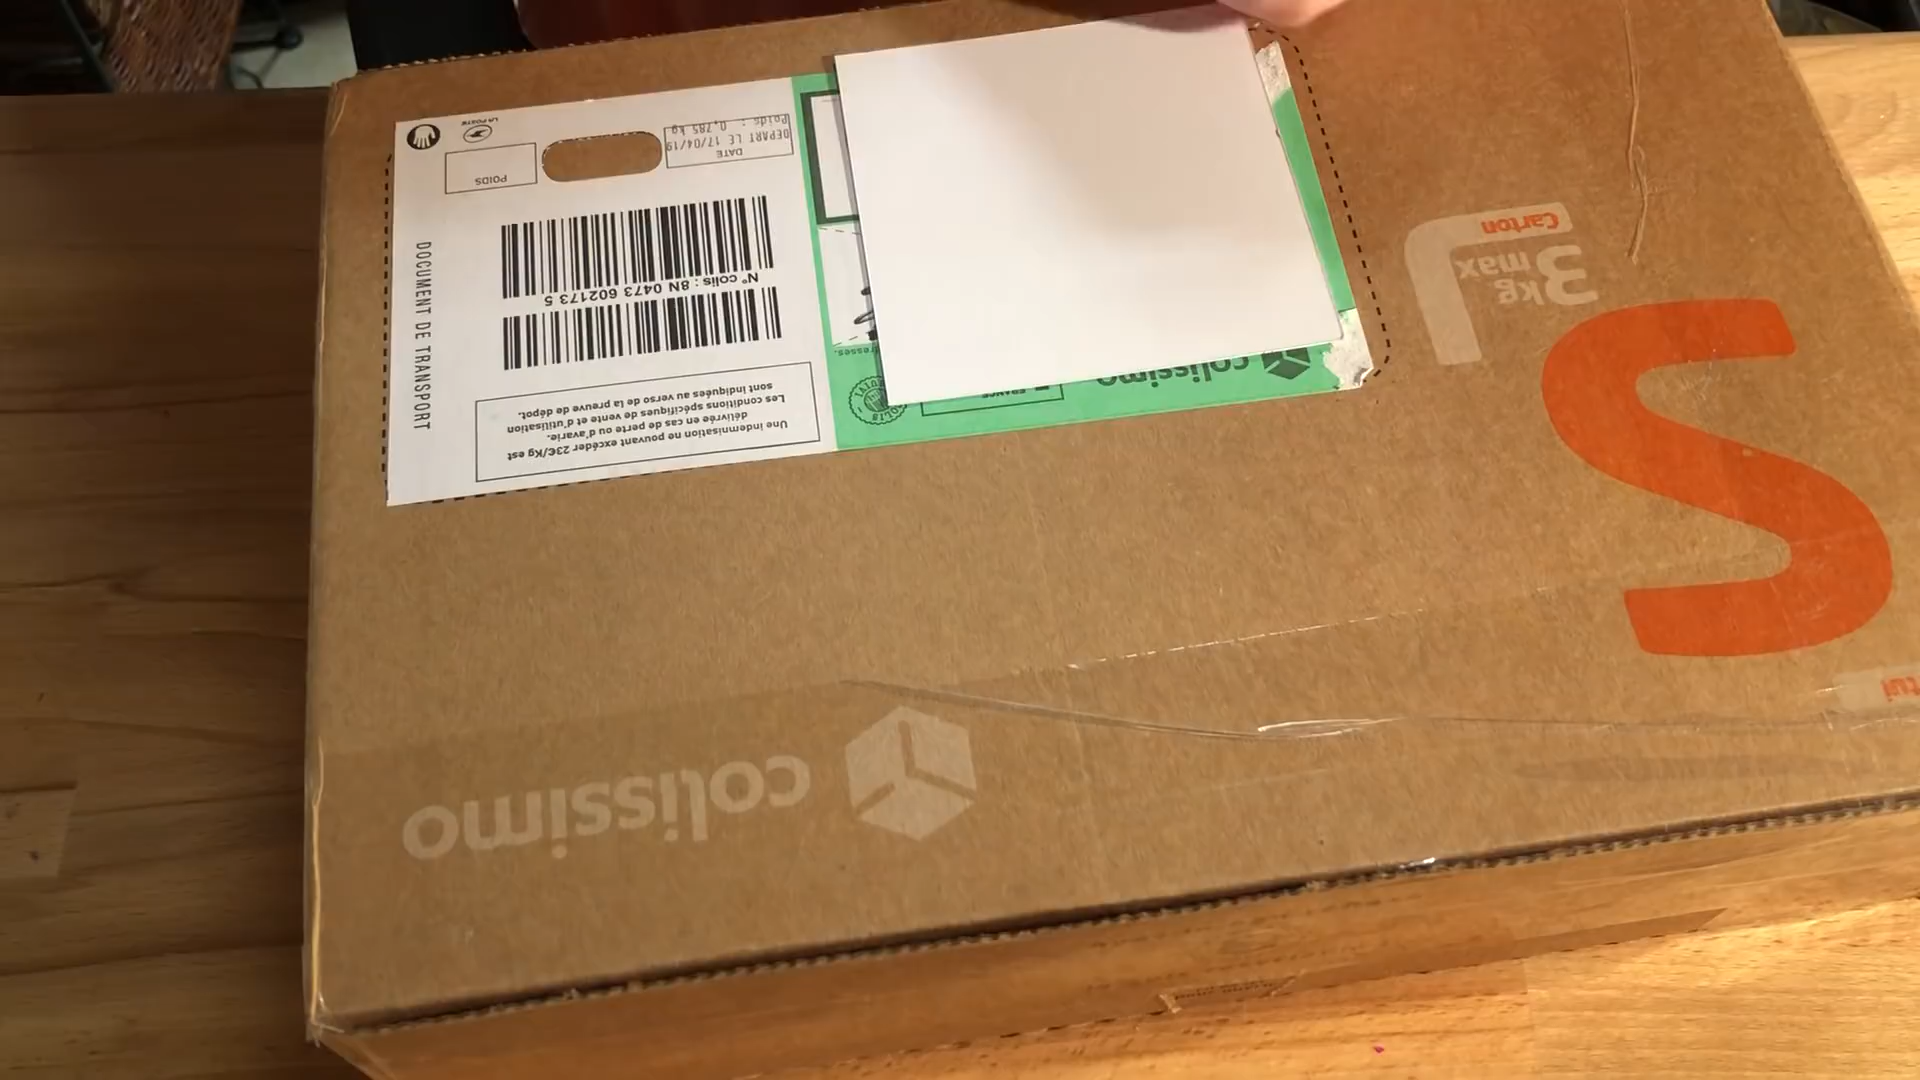 Une indemnisation ne pouvant excéder 23€/Kg est
délivrée en cas de perte ou d'avarie.
Les conditions spécifiques de vente et d'utilisation
sont indiquées au verso de la preuve de dépôt.
N° colis : 8N 0473 602173 5
DATE
DEPART LE 17/04/19
Poids : 0,785 kg
POIDS
LA POSTE
DOCUMENT DE TRANSPORT
colissimo
FRANCE
colissimo
S
3kg
max
Carton